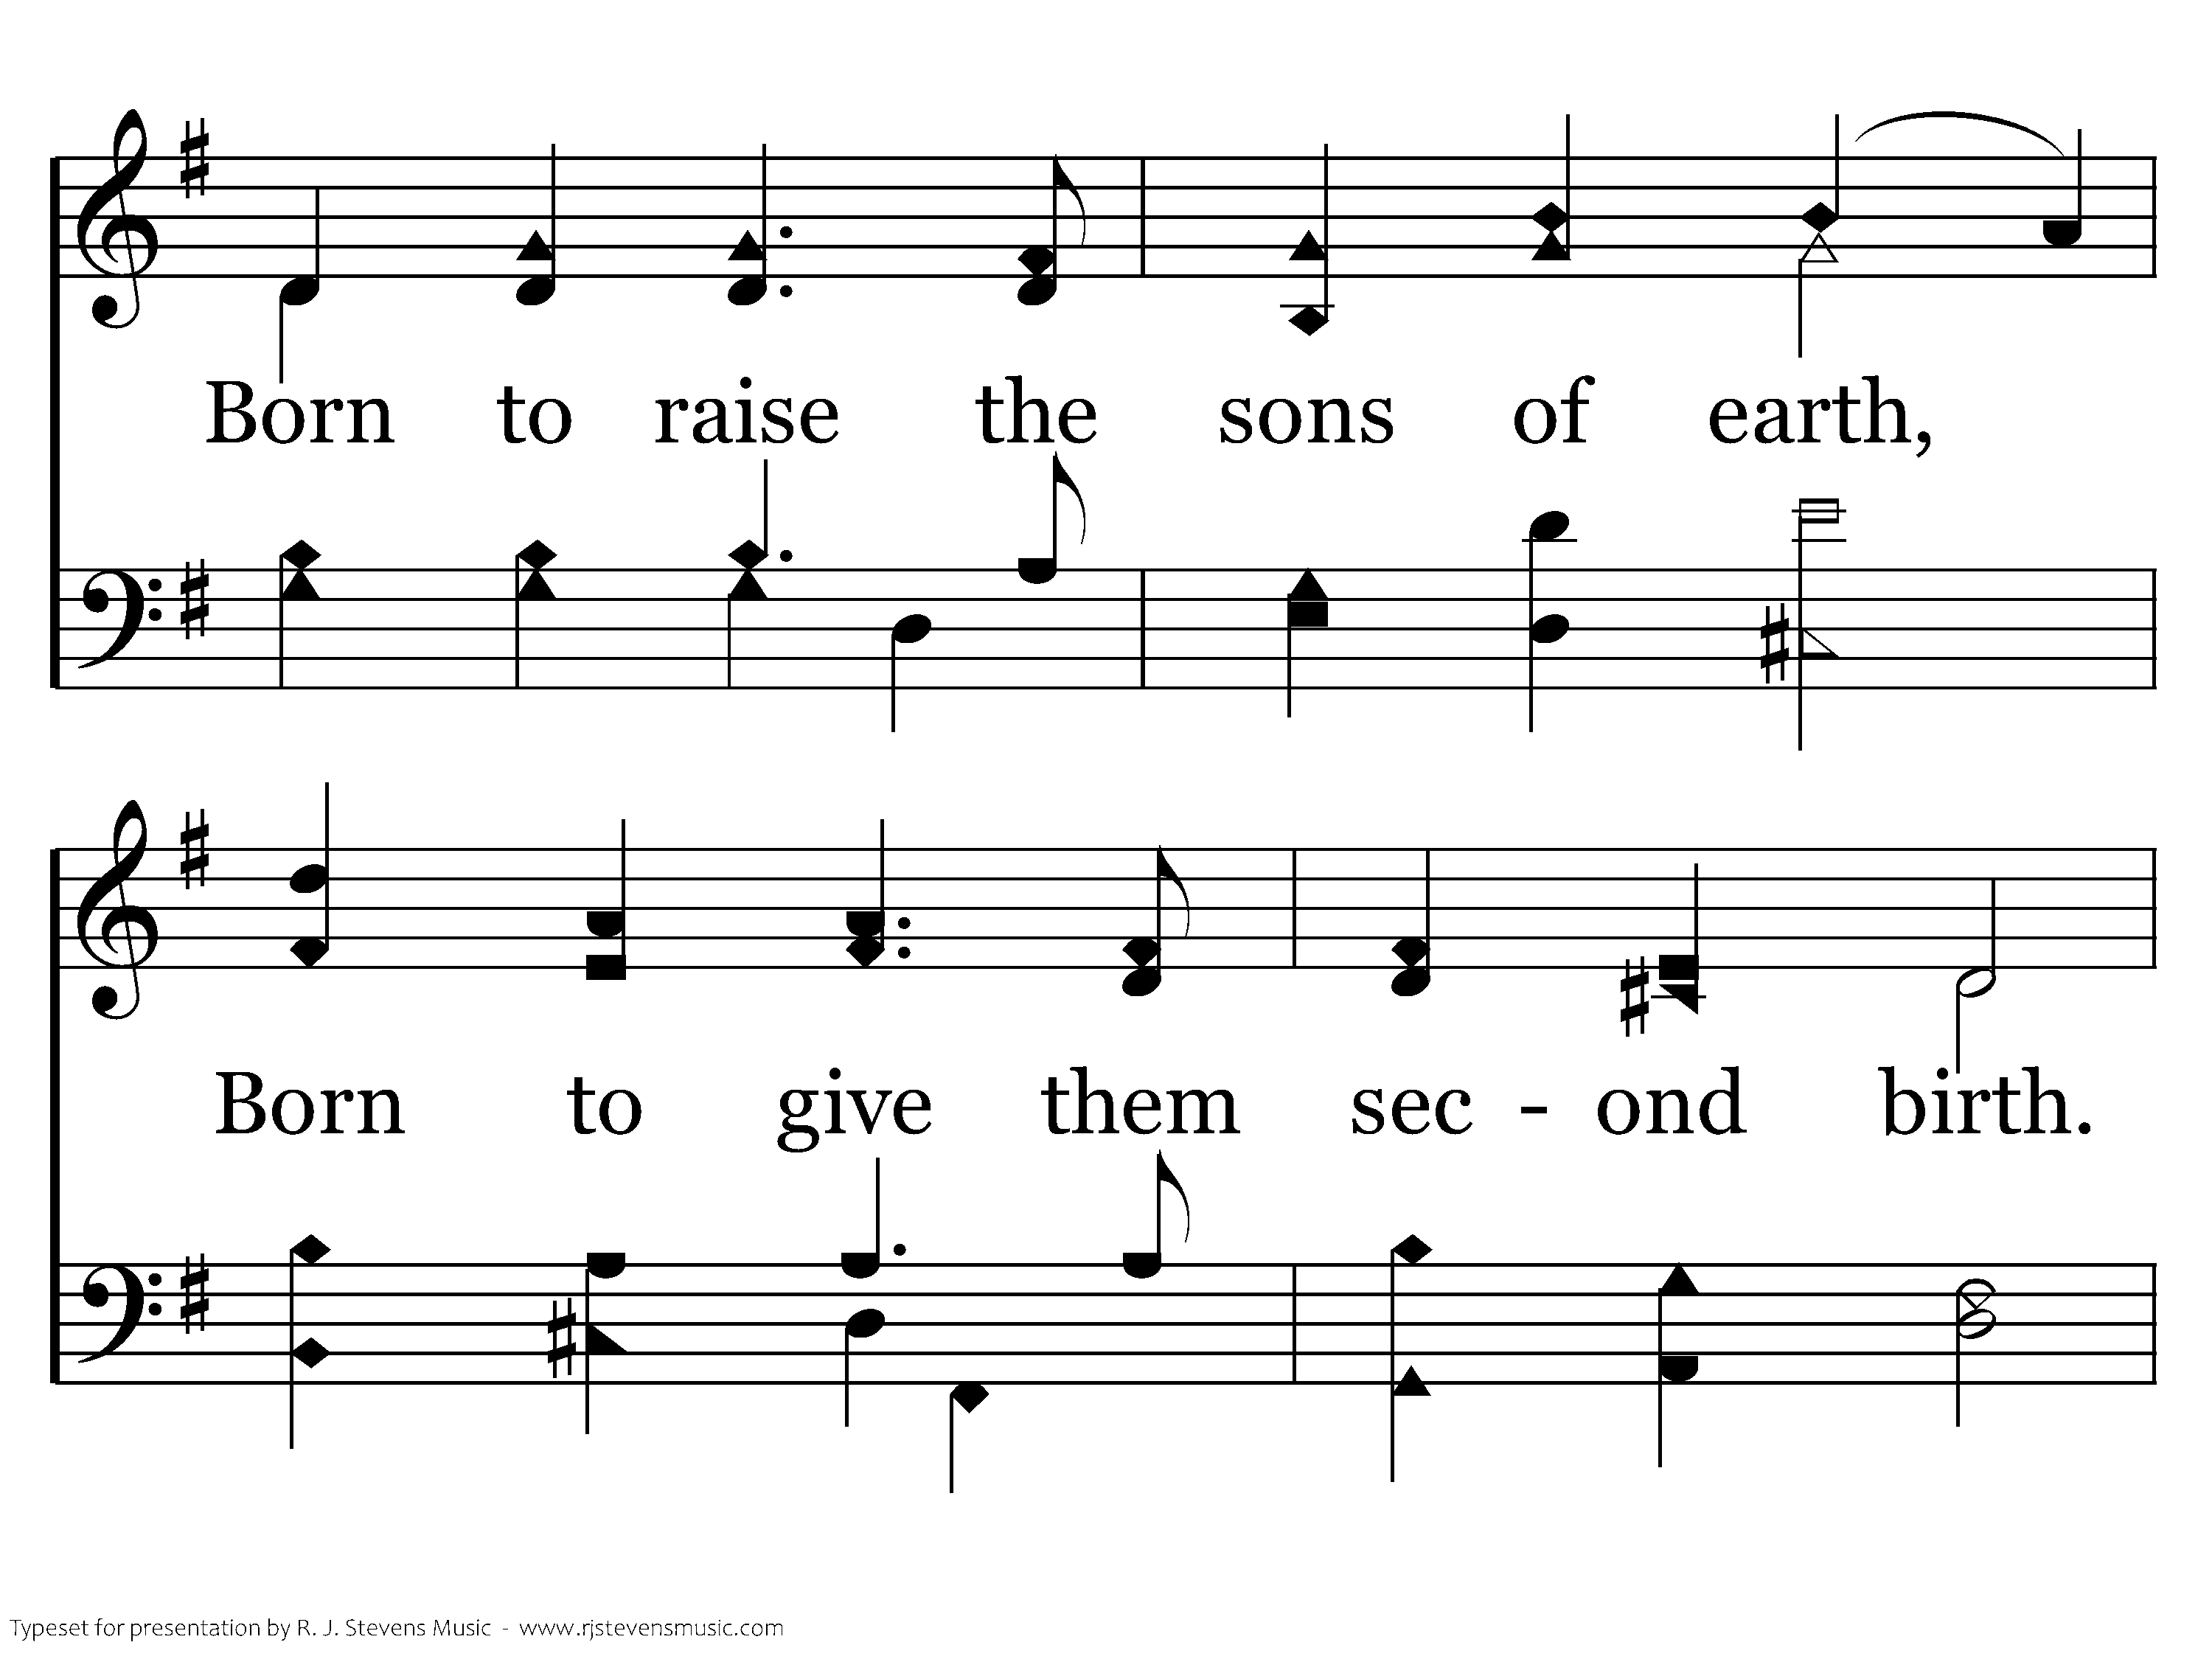 Born to raise the sons of earth,
Born to give them sec - ond birth.
Typeset for presentation by R. J. Stevens Music - www.rjstevensmusic.com